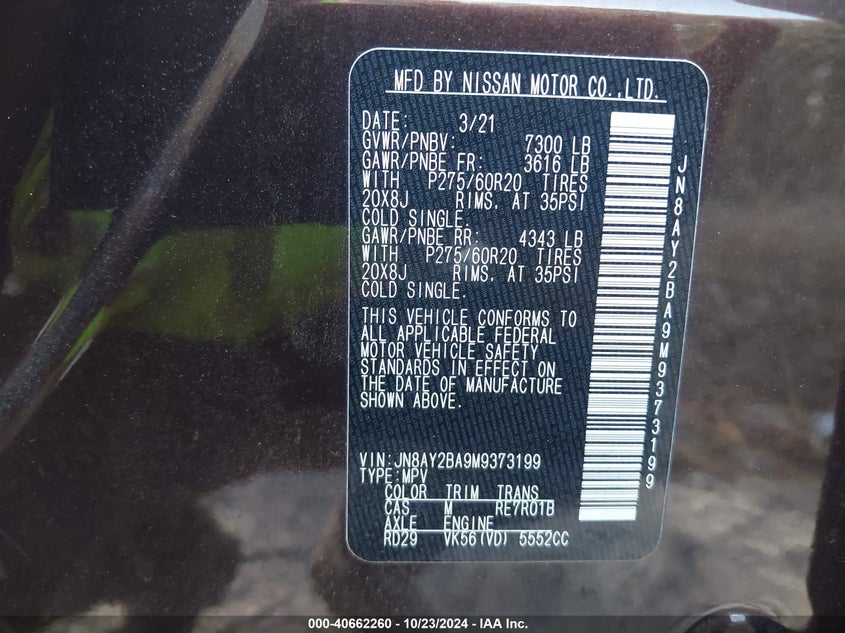 MFD BY NISSAN MOTOR CO.,LTD.
DATE: 3/21
GVWR/PNBV: 7300 LB
GAWR/PNBE FR: 3616 LB
WITH P275/60R20 TIRES
20X8J RIMS, AT 35PSI
COLD SINGLE.
GAWR/PNBE RR: 4343 LB
WITH P275/60R20 TIRES
20X8J RIMS, AT 35PSI
COLD SINGLE.
THIS VEHICLE CONFORMS TO
ALL APPLICABLE FEDERAL
MOTOR VEHICLE SAFETY
STANDARDS IN EFFECT ON
THE DATE OF MANUFACTURE
SHOWN ABOVE.
VIN:JN8AY2BA9M9373199
TYPE:MPV
COLOR TRIM TRANS
CAS M RE7R01B
AXLE ENGINE
RD29 VK56(VD) 5552CC
JN8AY2BA9M9373199
000-40662260 - 10/23/2024 - IAA Inc.